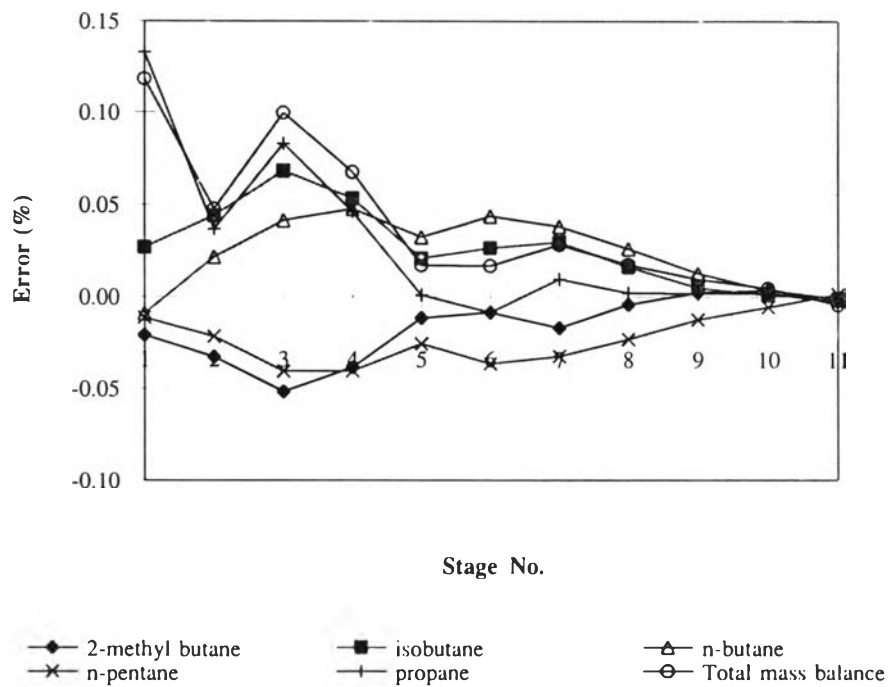 0.15
0.10
0.05
0.00
-0.05
-0.10
Error (%)
1 2 3 4 5 6 7 8 9 10 11
Stage No.
2-methyl butane isobutane n-butane
n-pentane propane Total mass balance